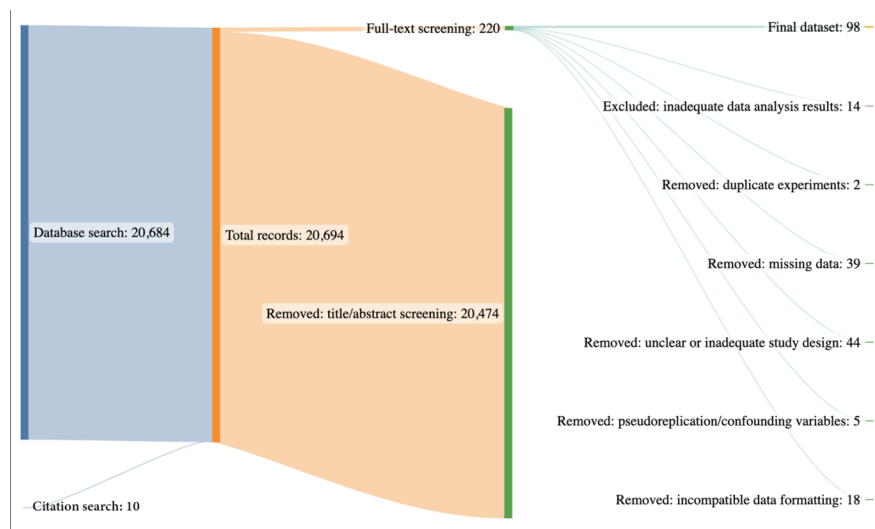 Full-text screening: 220
Final dataset: 98
Excluded: inadequate data analysis results: 14
Removed: duplicate experiments: 2
Database search: 20,684
Total records: 20,694
Removed: missing data: 39
Removed: title/abstract screening: 20,474
Removed: unclear or inadequate study design: 44
Removed: pseudoreplication/confounding variables: 5
Removed: incompatible data formatting: 18
Citation search: 10